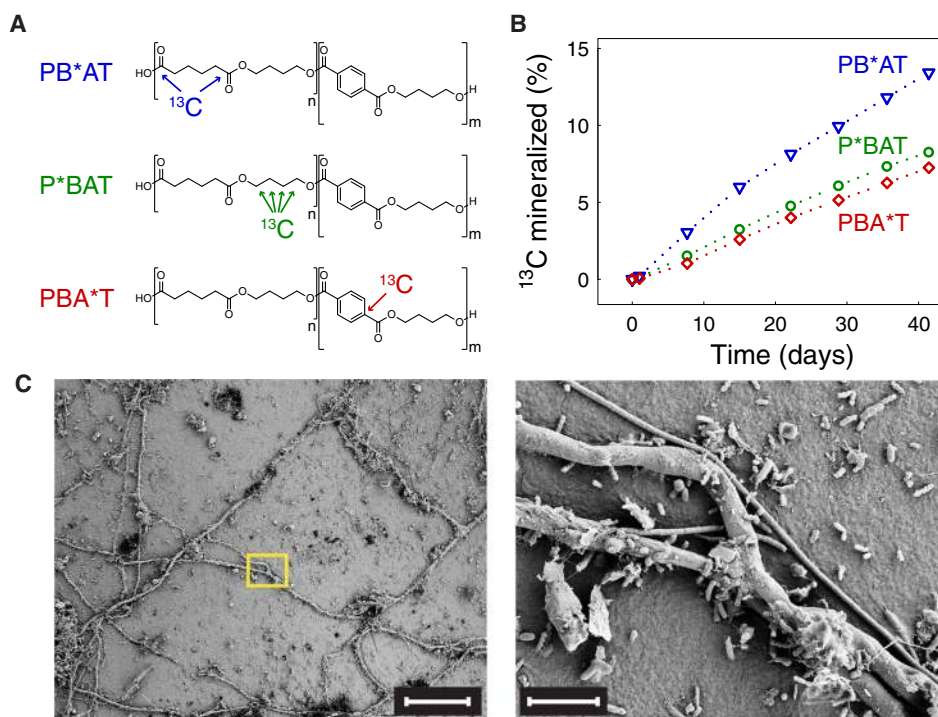 A
PB*AT
HO
O
O
O
O
n
O
O
O
O
H
m
¹³C
P*BAT
HO
O
O
O
O
n
O
O
O
O
H
m
¹³C
PBA*T
HO
O
O
O
O
n
O
O
O
O
H
m
¹³C
B
¹³C mineralized (%)
15
10
5
0
PB*AT
P*BAT
PBA*T
0
10
20
30
40
Time (days)
C